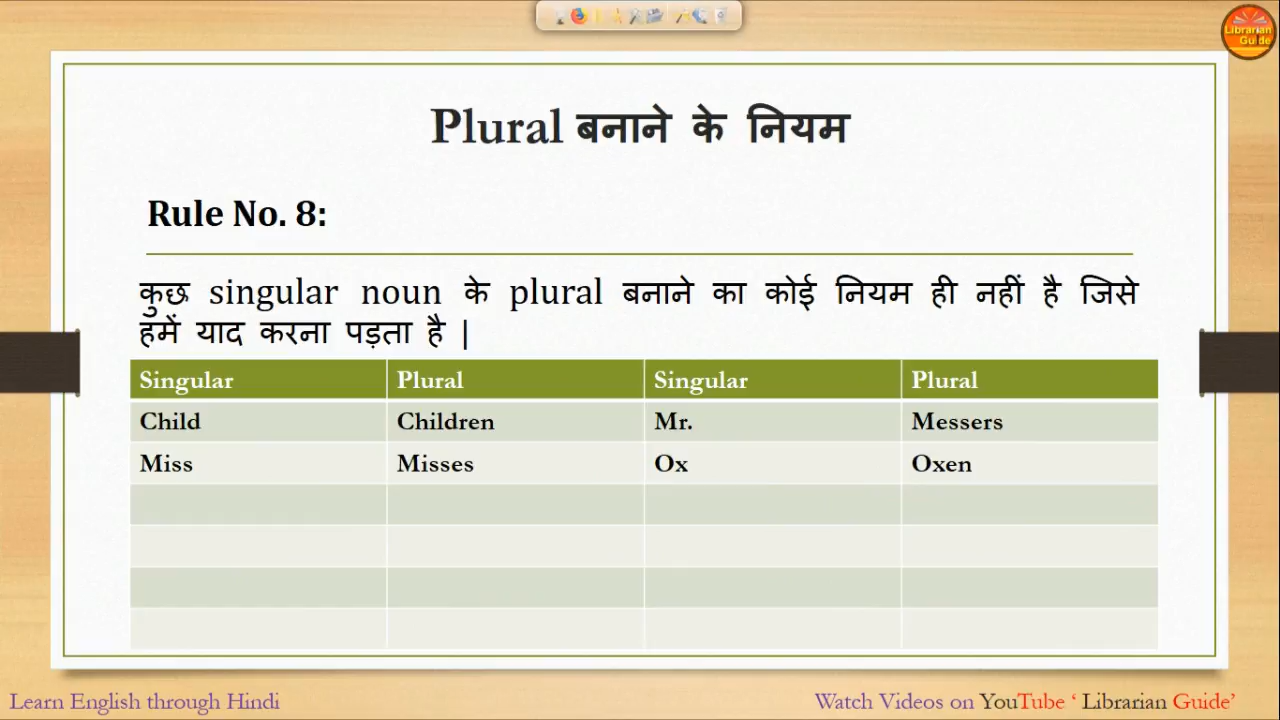 Librarian
Guide
Plural बनाने के नियम
Rule No. 8:
कुछ singular noun के plural बनाने का कोई नियम ही नहीं है जिसे
हमें याद करना पड़ता है |
Singular Plural Singular Plural
Child Children Mr. Messers
Miss Misses Ox Oxen
Learn English through Hindi
Watch Videos on YouTube ‘ Librarian Guide’